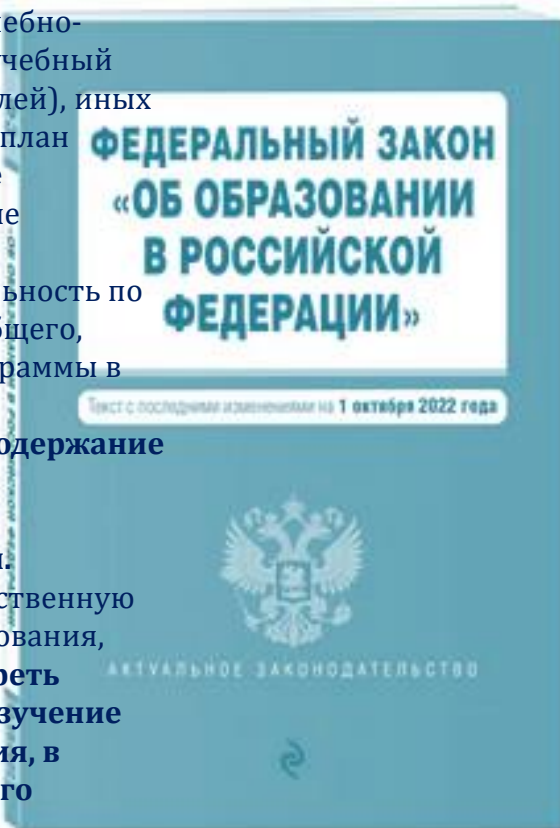 ебно-
чебный
лей), иных
план
е
ие
ьность по
бщего,
раммы в
одержание
и.
ственную
ования,
реть
зучение
ия, в
го
ФЕДЕРАЛЬНЫЙ ЗАКОН
«ОБ ОБРАЗОВАНИИ
В РОССИЙСКОЙ
ФЕДЕРАЦИИ»
Текст с последними изменениями на 1 октября 2022 года
АКТУАЛЬНОЕ ЗАКОНОДАТЕЛЬСТВО